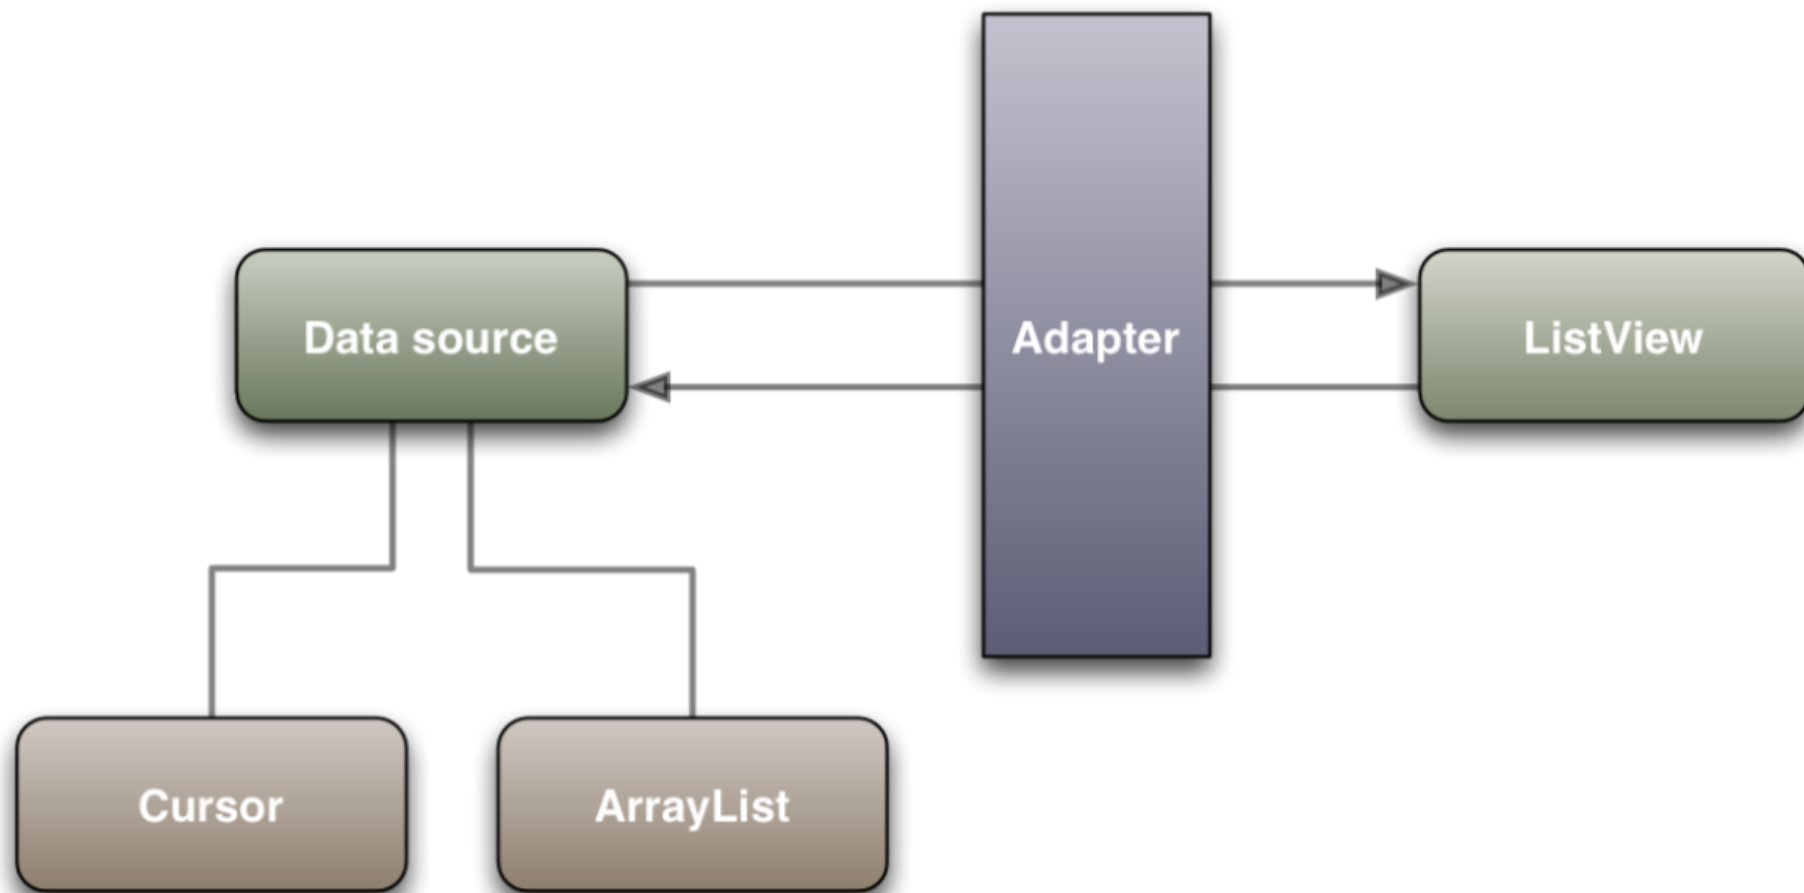 Data source
Adapter
ListView
Cursor
ArrayList